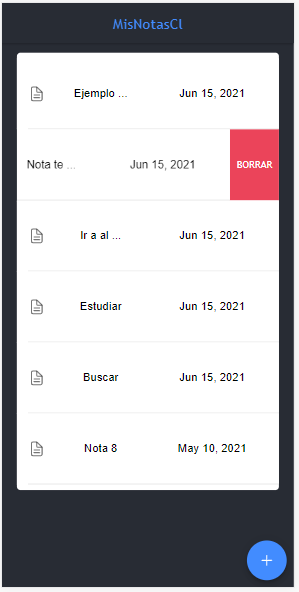 MisNotasCl
Ejemplo ... Jun 15, 2021
Nota te ... Jun 15, 2021 BORRAR
Ir a al ... Jun 15, 2021
Estudiar Jun 15, 2021
Buscar Jun 15, 2021
Nota 8 May 10, 2021
+